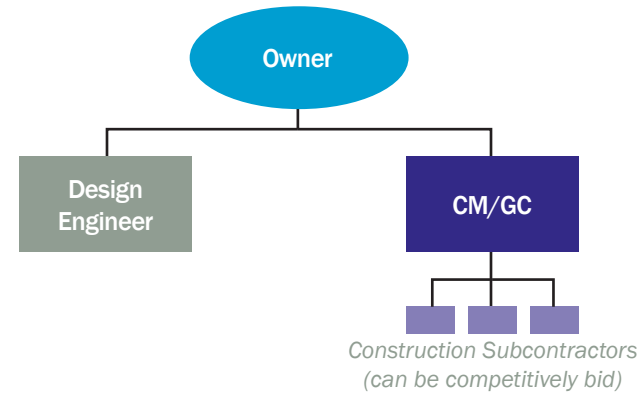 Owner
Design
Engineer
CM/GC
Construction Subcontractors
(can be competitively bid)